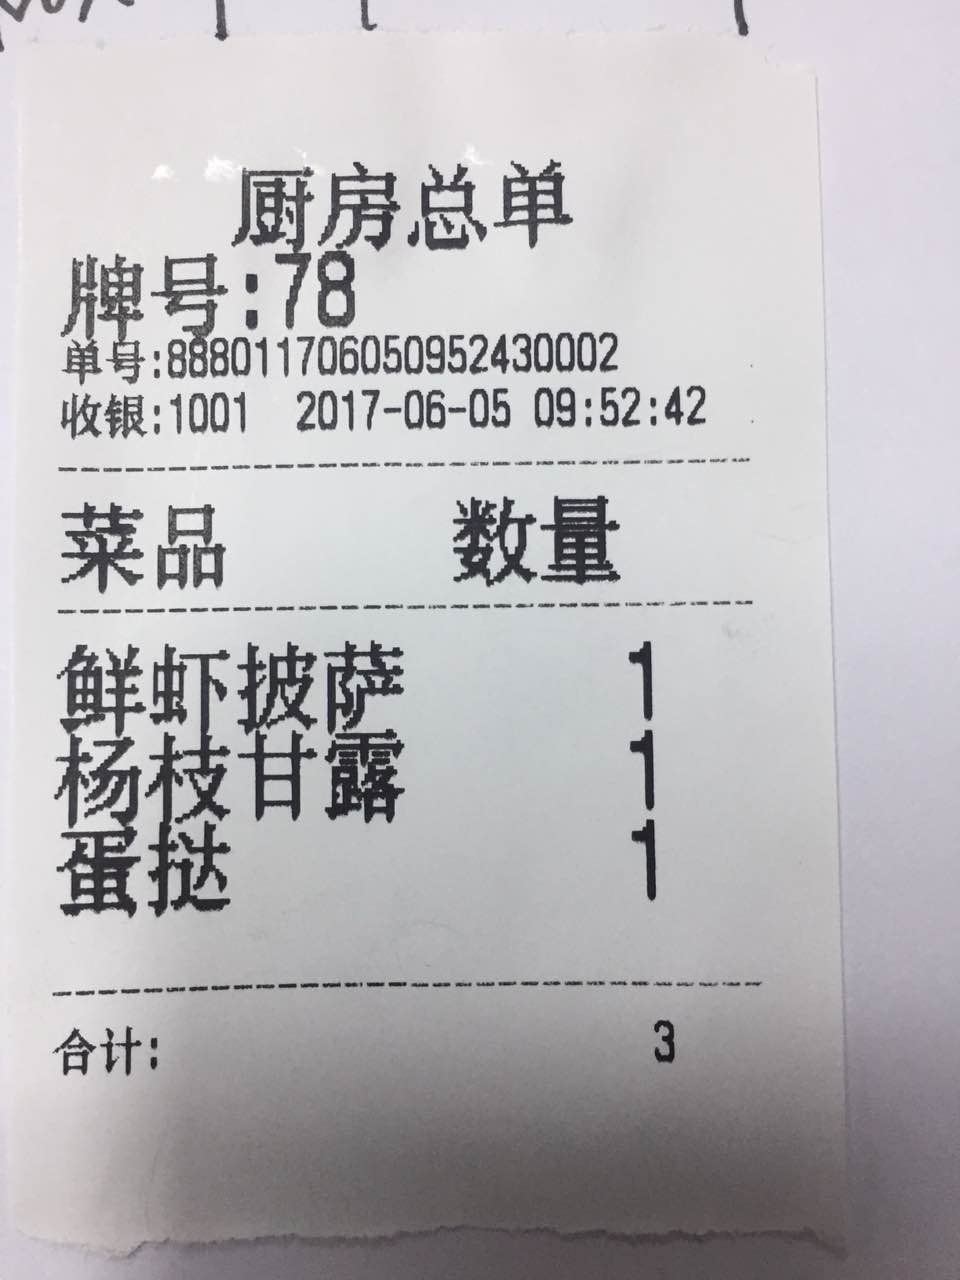 厨房总单
牌号:78
单号:888011706050952430002
收银:1001 2017-06-05 09:52:42
菜品 数量
鲜虾披萨 1
杨枝甘露 1
蛋挞 1
合计: 3